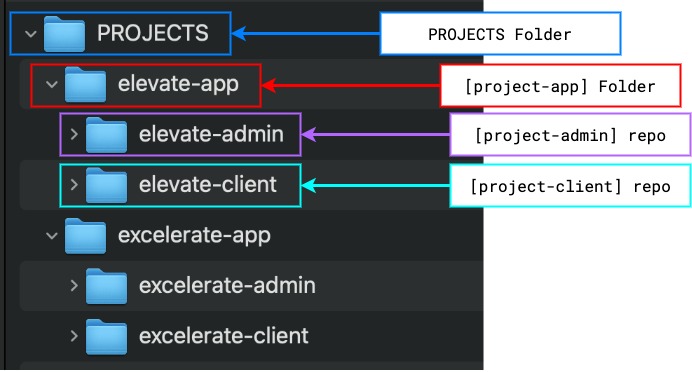 PROJECTS PROJECTS Folder
elevate-app [project-app] Folder
elevate-admin [project-admin] repo
elevate-client [project-client] repo
excelerate-app
excelerate-admin
excelerate-client